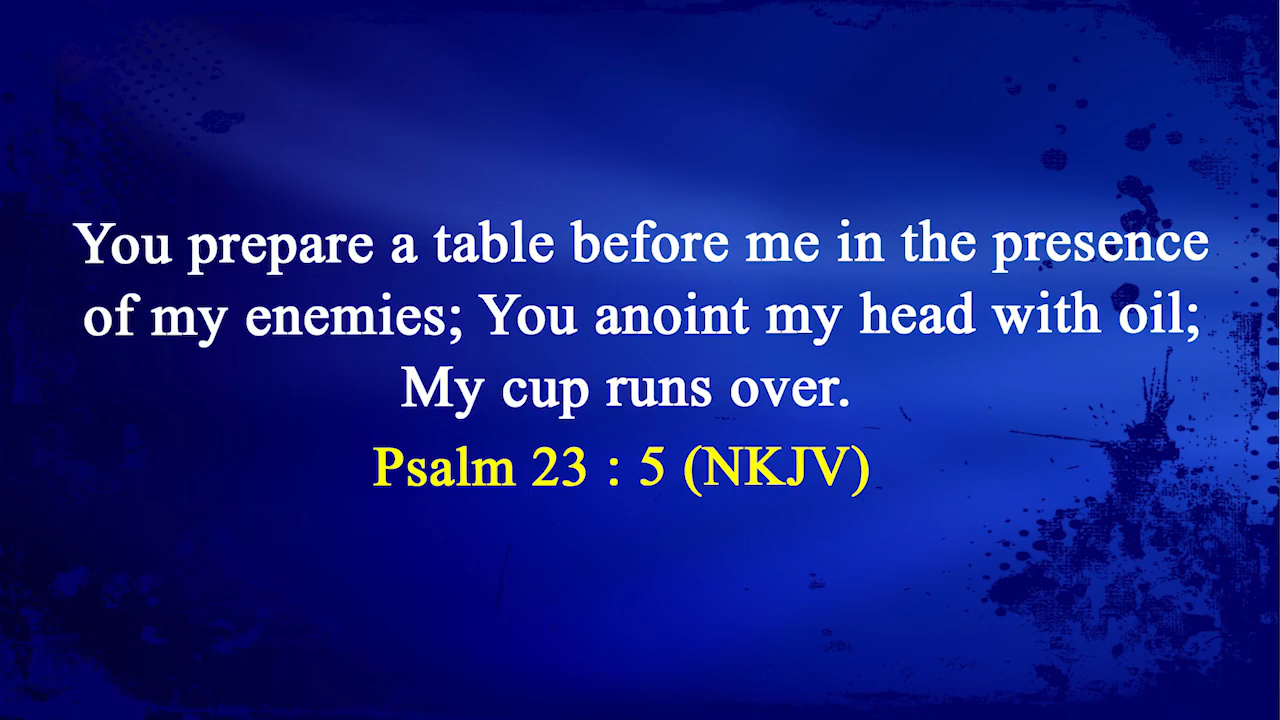 You prepare a table before me in the presence
of my enemies; You anoint my head with oil;
My cup runs over.
Psalm 23 : 5 (NKJV)